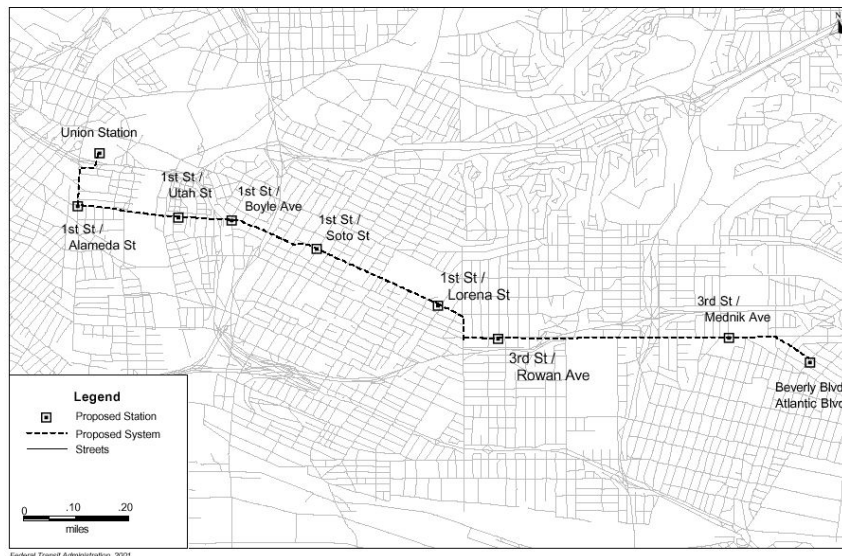 N
Union Station
1st St /
Utah St
1st St /
Boyle Ave
1st St /
Soto St
1st St /
Alameda St
1st St /
Lorena St
3rd St /
Mednik Ave
3rd St /
Rowan Ave
Beverly Blvd
Atlantic Blvd
Legend
Proposed Station
Proposed System
Streets
0 .10 .20
miles
Federal Transit Administration, 2001